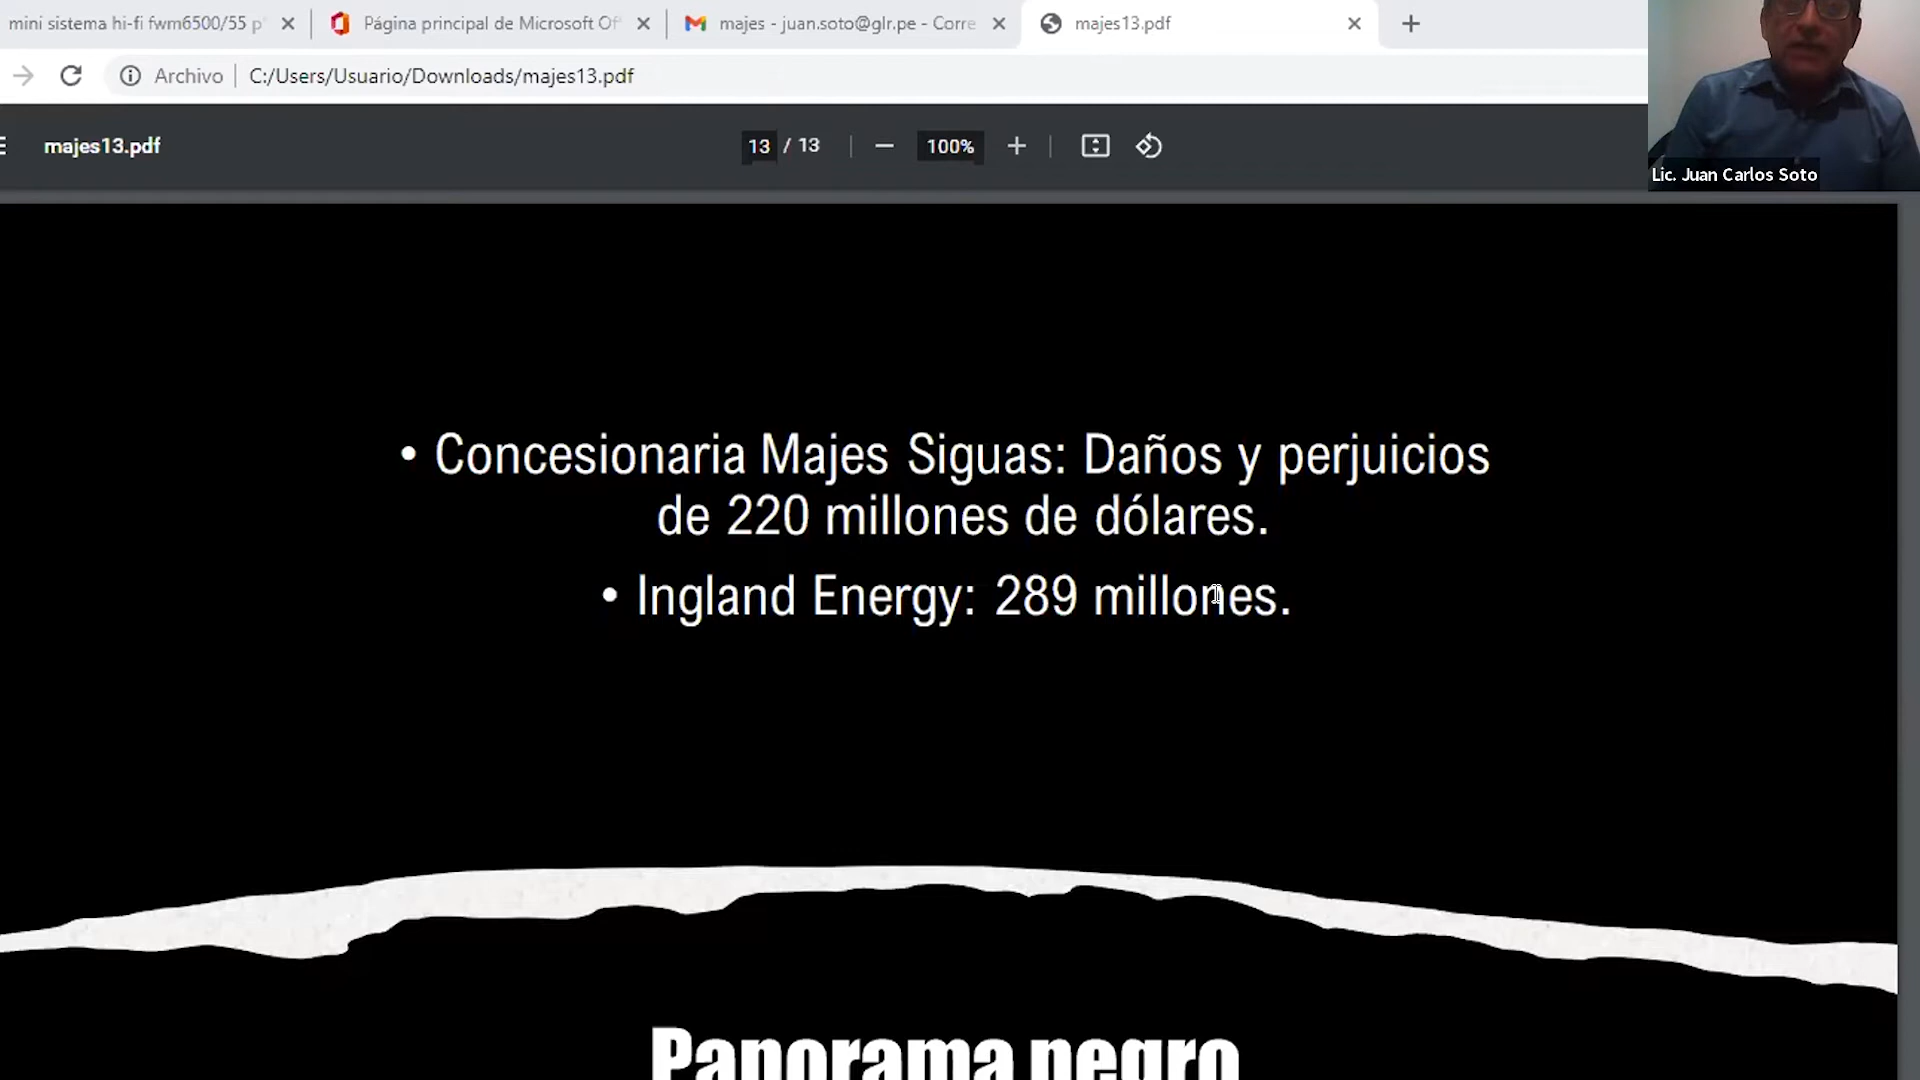 mini sistema hi-fi fwm6500/55 p
Página principal de Microsoft Of
majes - juan.soto@glr.pe - Corre
majes13.pdf
Archivo
C:/Users/Usuario/Downloads/majes13.pdf
majes13.pdf
13 / 13
100%
Lic. Juan Carlos Soto
• Concesionaria Majes Siguas: Daños y perjuicios
de 220 millones de dólares.
• Ingland Energy: 289 millones.
Panorama negro